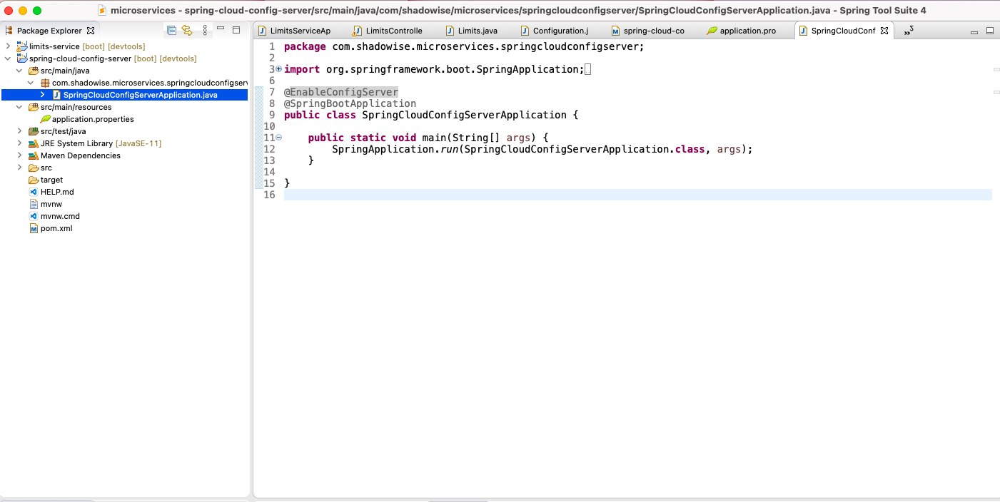 microservices - spring-cloud-config-server/src/main/java/com/shadowise/microservices/springcloudconfigserver/SpringCloudConfigServerApplication.java - Spring Tool Suite 4
Package Explorer
limits-service [boot] [devtools]
spring-cloud-config-server [boot] [devtools]
src/main/java
com.shadowise.microservices.springcloudconfigserv
SpringCloudConfigServerApplication.java
src/main/resources
application.properties
src/test/java
JRE System Library [JavaSE-11]
Maven Dependencies
src
target
HELP.md
mvnw
mvnw.cmd
pom.xml
LimitsServiceAp
LimitsControlle
Limits.java
Configuration.j
spring-cloud-co
application.pro
SpringCloudConf
»2
1 package com.shadowise.microservices.springcloudconfigserver;
2
3 import org.springframework.boot.SpringApplication;
6
7 @EnableConfigServer
8 @SpringBootApplication
9 public class SpringCloudConfigServerApplication {
10
11 public static void main(String[] args) {
12 SpringApplication.run(SpringCloudConfigServerApplication.class, args);
13 }
14
15 }
16